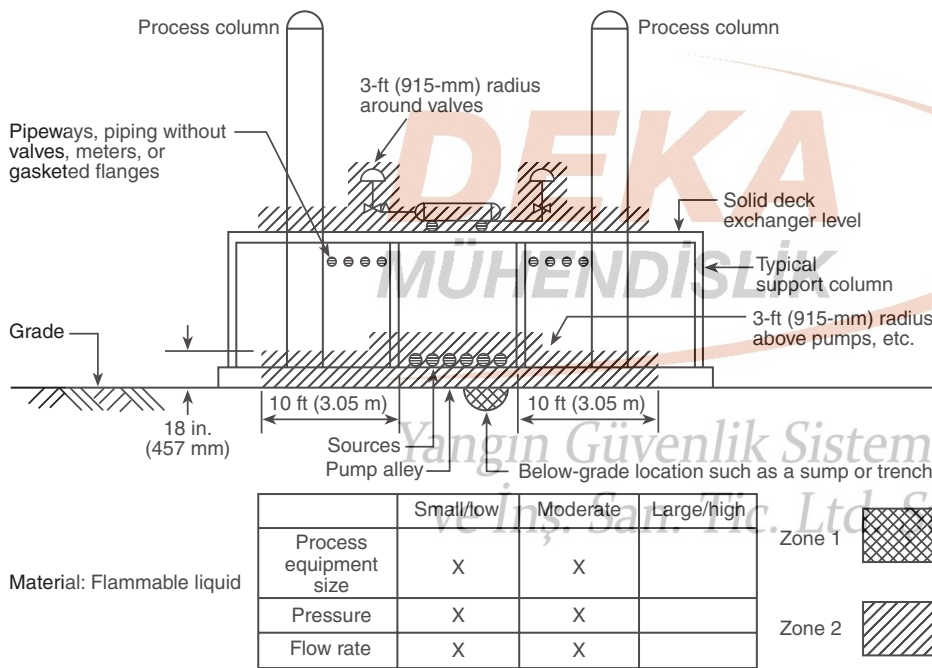 Process column
Process column
3-ft (915-mm) radius
around valves
Pipeways, piping without
valves, meters, or
gasketed flanges
DEKA
MÜHENDİSLİK
Solid deck
exchanger level
Typical
support column
3-ft (915-mm) radius
above pumps, etc.
Grade
18 in.
(457 mm)
10 ft (3.05 m)
10 ft (3.05 m)
Sources
Pump alley
Below-grade location such as a sump or trench
Yangın Güvenlik Sistem
ve İnş. San. Tic. Ltd. Ş
Small/low Moderate Large/high
Process
equipment
size
X X
Pressure X X
Flow rate X X
Material: Flammable liquid
Zone 1
Zone 2